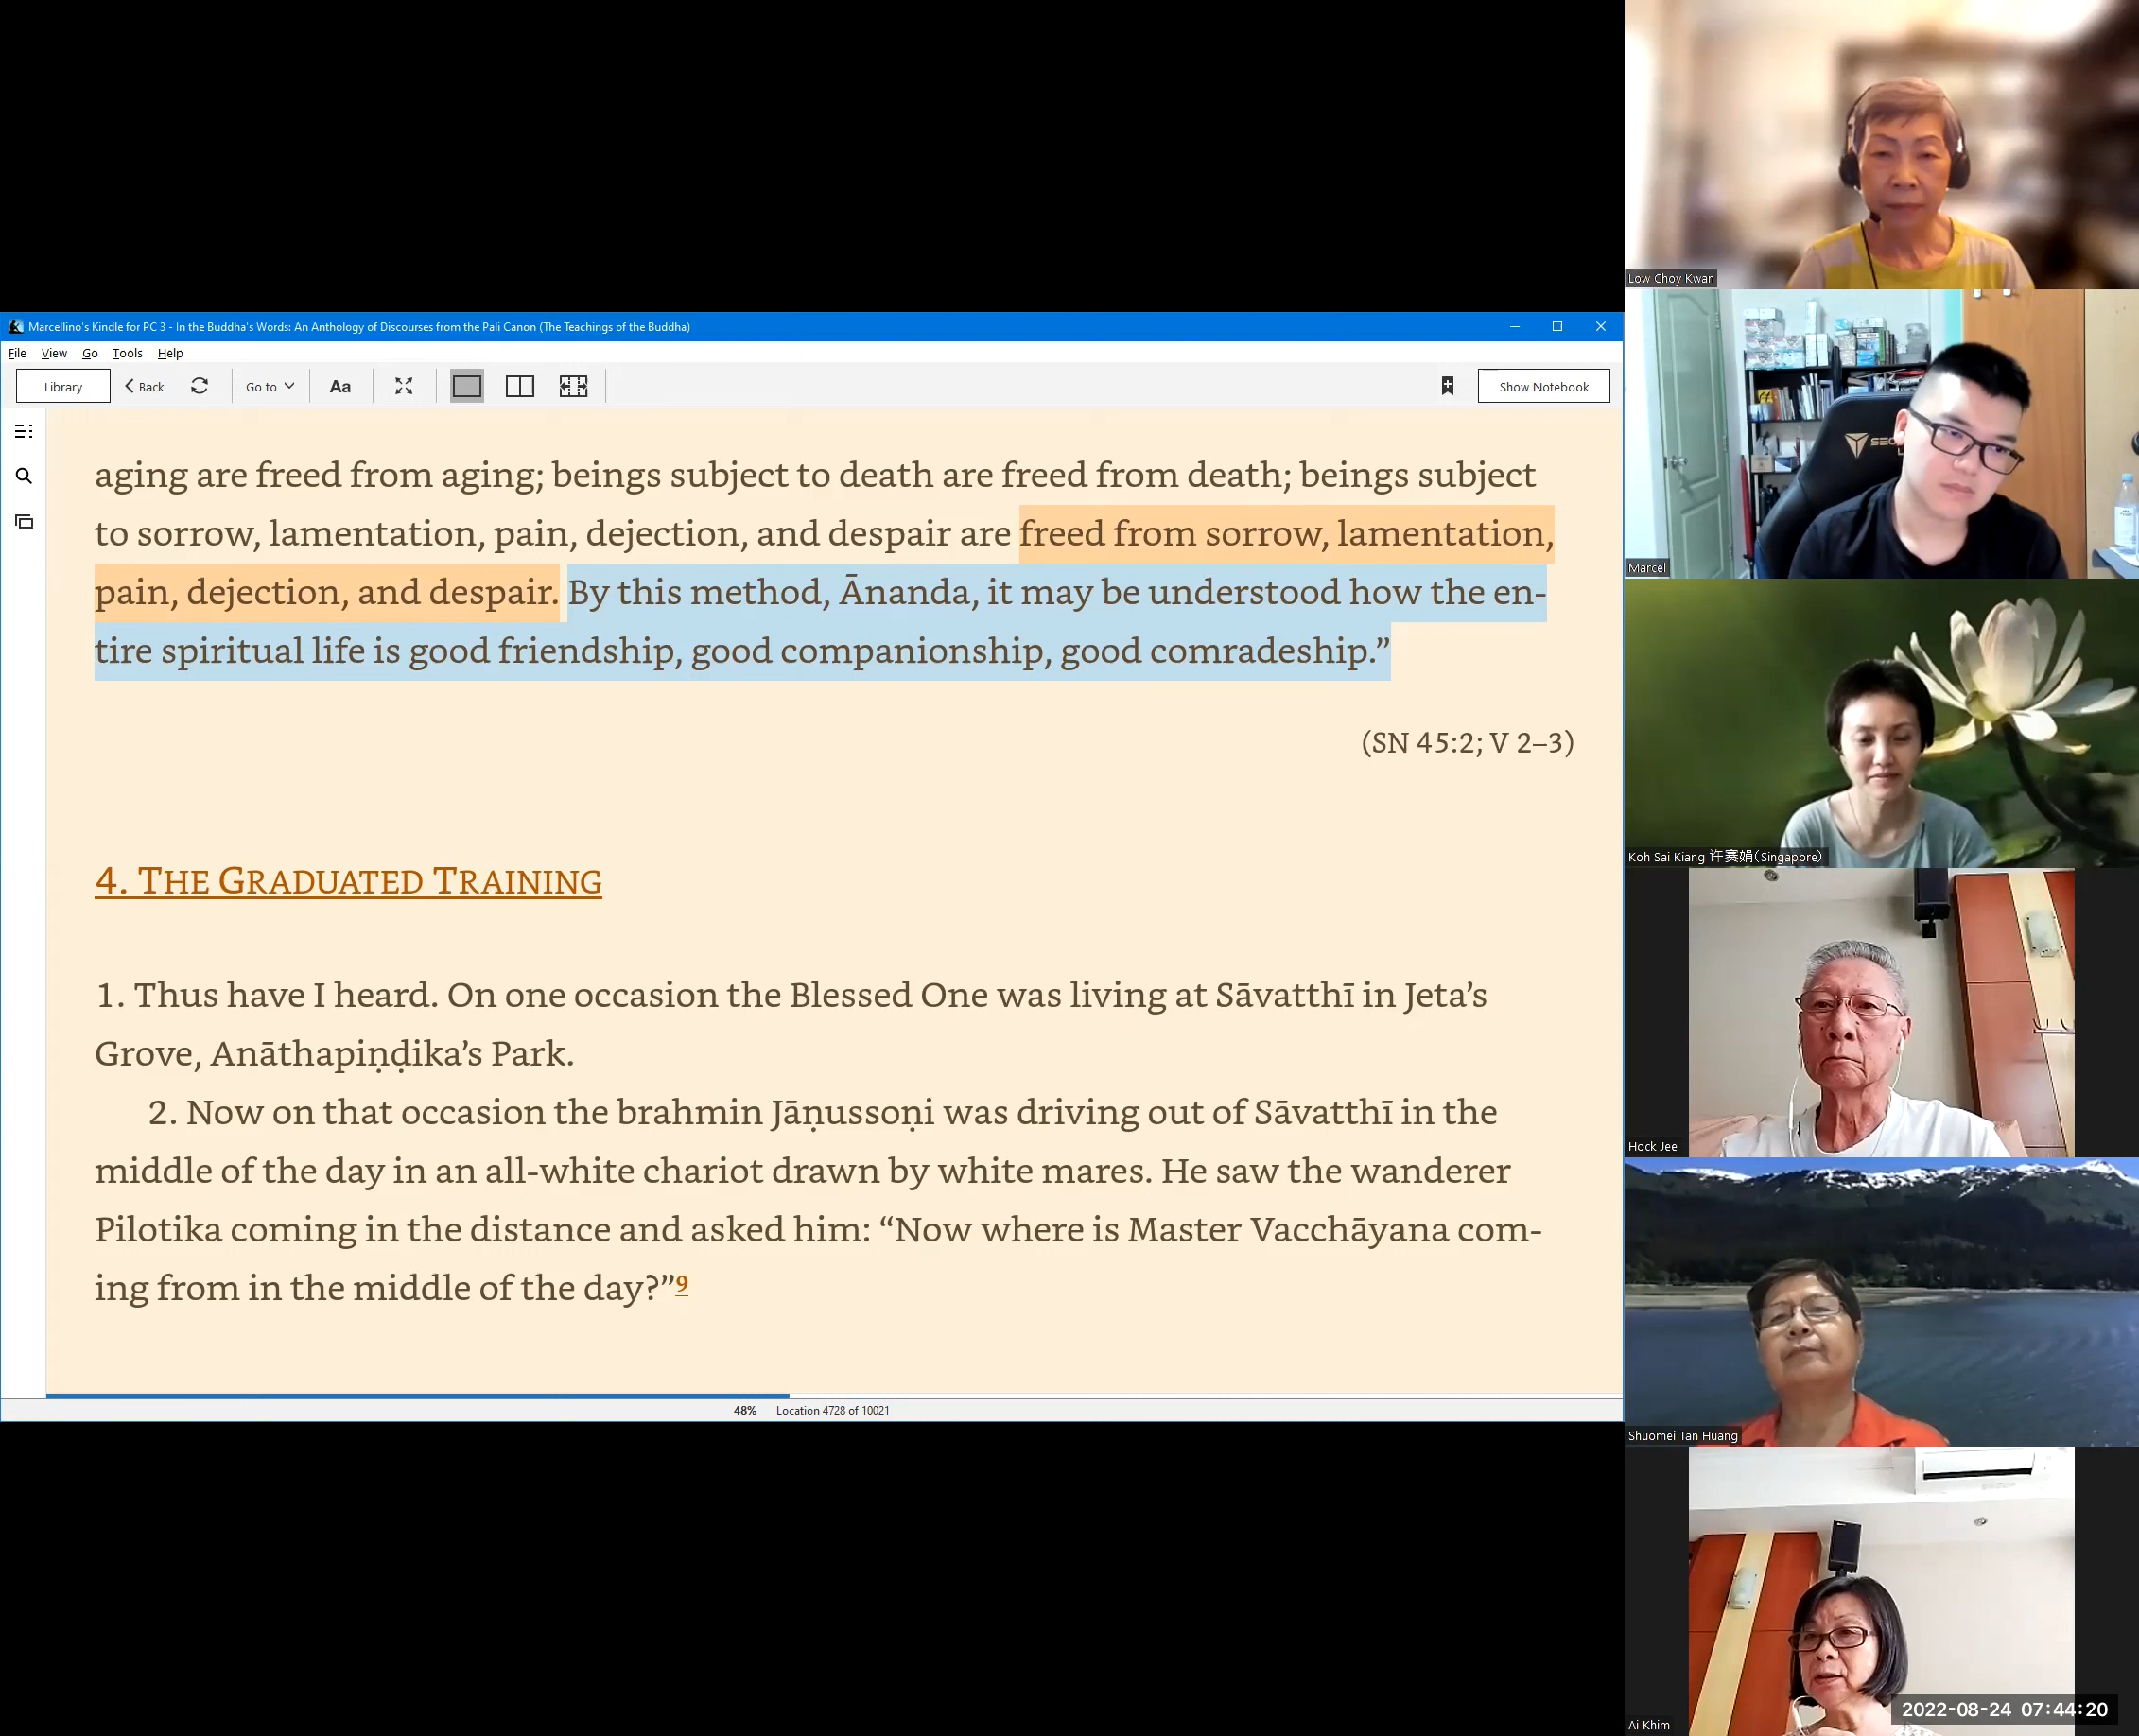 Marcellino's Kindle for PC 3 - In the Buddha's Words: An Anthology of Discourses from the Pali Canon (The Teachings of the Buddha)
File View Go Tools Help
Library Back Go to Aa Show Notebook
aging are freed from aging; beings subject to death are freed from death; beings subject
to sorrow, lamentation, pain, dejection, and despair are freed from sorrow, lamentation,
pain, dejection, and despair. By this method, Ānanda, it may be understood how the en-
tire spiritual life is good friendship, good companionship, good comradeship.”
(SN 45:2; V 2–3)
4. THE GRADUATED TRAINING
1. Thus have I heard. On one occasion the Blessed One was living at Sāvatthī in Jeta’s
Grove, Anāthapiṇḍika’s Park.
2. Now on that occasion the brahmin Jāṇussoṇi was driving out of Sāvatthī in the
middle of the day in an all-white chariot drawn by white mares. He saw the wanderer
Pilotika coming in the distance and asked him: “Now where is Master Vacchāyana com-
ing from in the middle of the day?”9
48% Location 4728 of 10021
Low Choy Kwan
Marcel
Koh Sai Kiang 许赛娟(Singapore)
Hock Jee
Shuomei Tan Huang
Ai Khim
2022-08-24 07:44:20